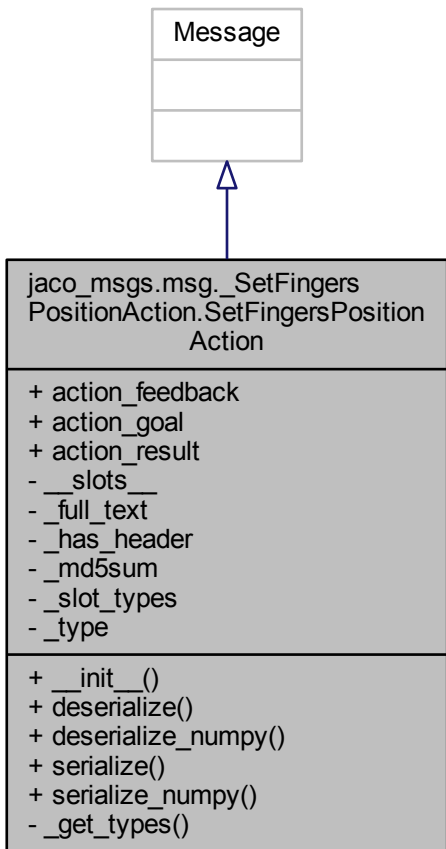 Message
jaco_msgs.msg._SetFingers
PositionAction.SetFingersPosition
Action
+ action_feedback
+ action_goal
+ action_result
- __slots__
- _full_text
- _has_header
- _md5sum
- _slot_types
- _type
+ __init__()
+ deserialize()
+ deserialize_numpy()
+ serialize()
+ serialize_numpy()
- _get_types()